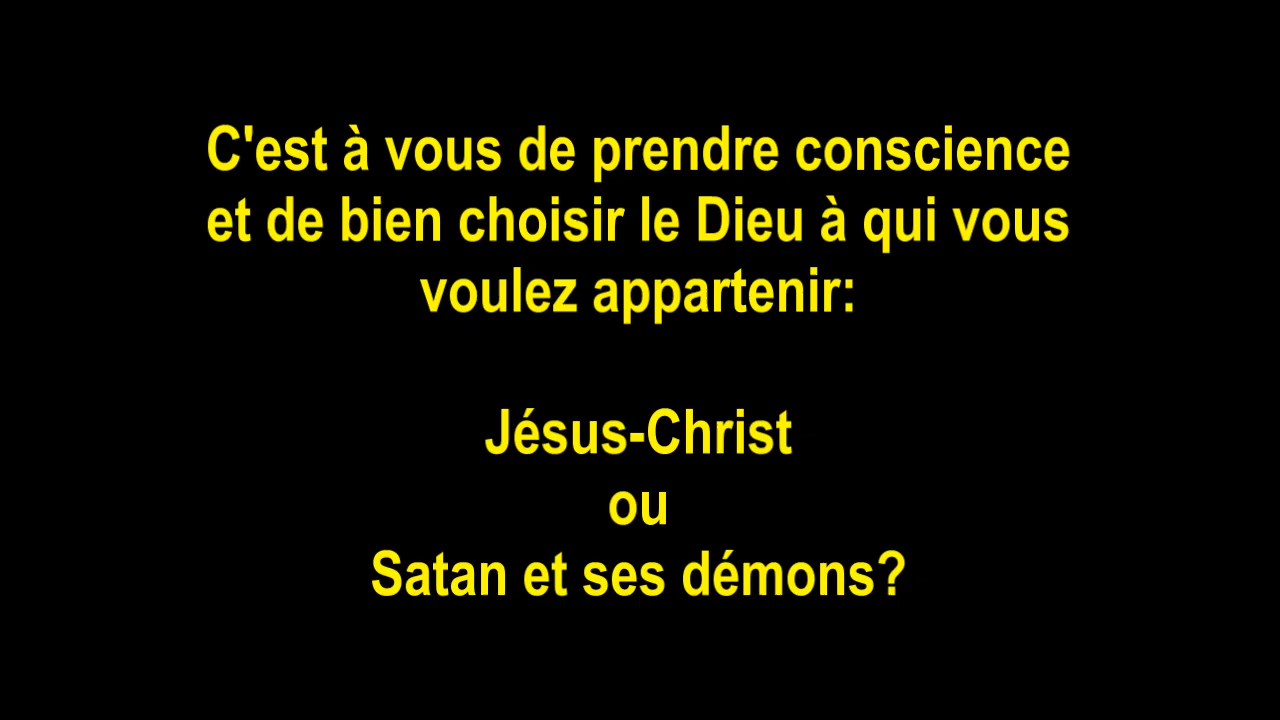 C'est à vous de prendre conscience
et de bien choisir le Dieu à qui vous
voulez appartenir:
Jésus-Christ
ou
Satan et ses démons?